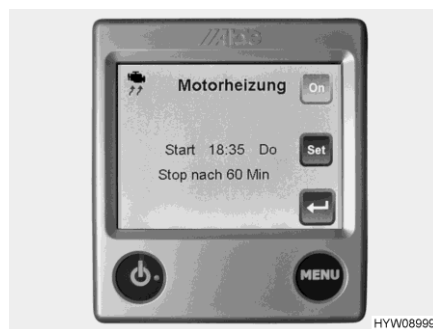 Motorheizung
On
Start 18:35 Do
Set
Stop nach 60 Min
MENU
HYW08999